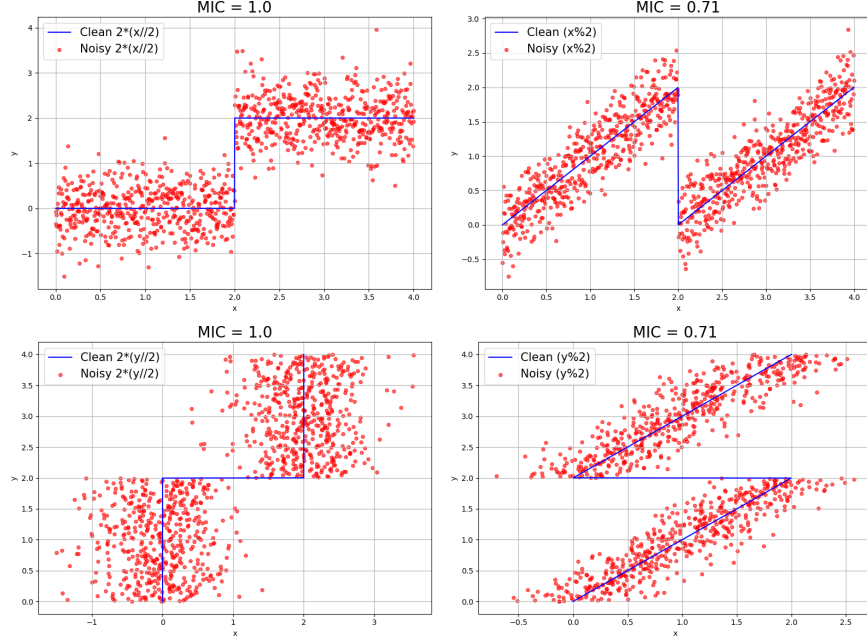 MIC = 1.0
Clean 2*(x//2)
Noisy 2*(x//2)
y
4
3
2
1
0
−1
0.0 0.5 1.0 1.5 2.0 2.5 3.0 3.5 4.0
x
MIC = 0.71
Clean (x%2)
Noisy (x%2)
y
3.0
2.5
2.0
1.5
1.0
0.5
0.0
−0.5
0.0 0.5 1.0 1.5 2.0 2.5 3.0 3.5 4.0
x
MIC = 1.0
Clean 2*(y//2)
Noisy 2*(y//2)
y
4.0
3.5
3.0
2.5
2.0
1.5
1.0
0.5
0.0
−1 0 1 2 3
x
MIC = 0.71
Clean (y%2)
Noisy (y%2)
y
4.0
3.5
3.0
2.5
2.0
1.5
1.0
0.5
0.0
−0.5 0.0 0.5 1.0 1.5 2.0 2.5
x